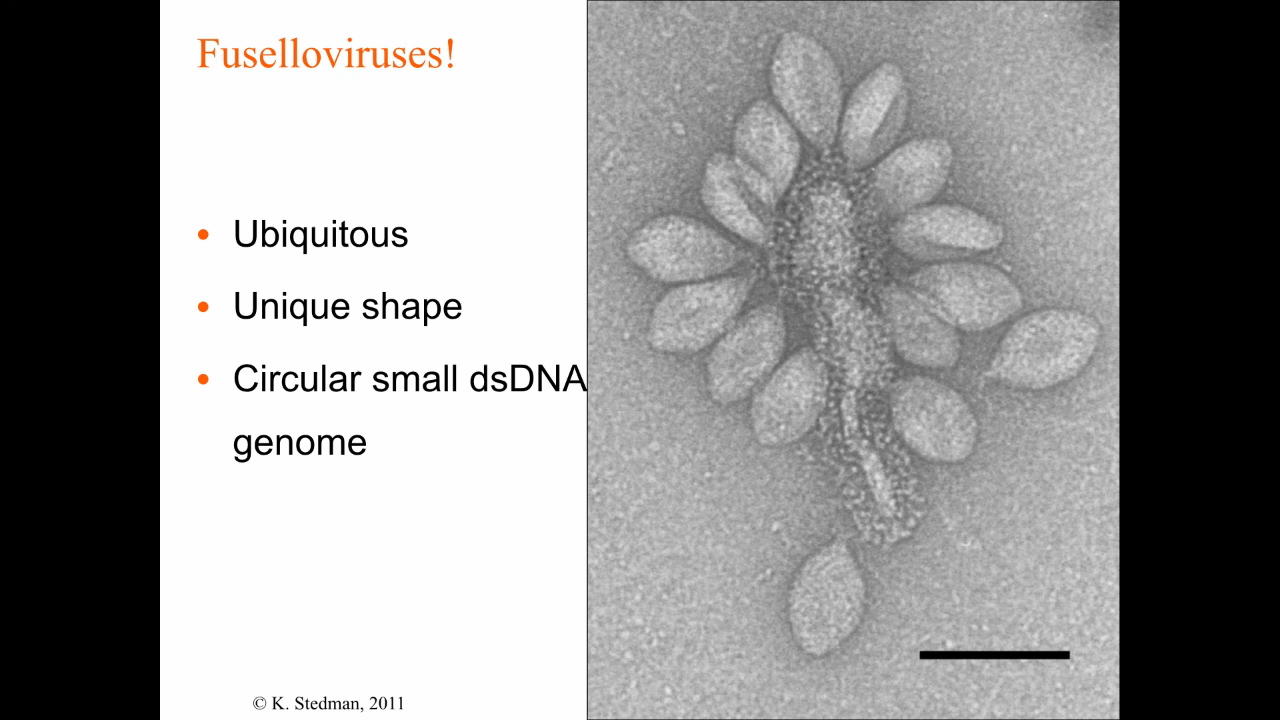 Fuselloviruses!
• Ubiquitous
• Unique shape
• Circular small dsDNA
genome
© K. Stedman, 2011